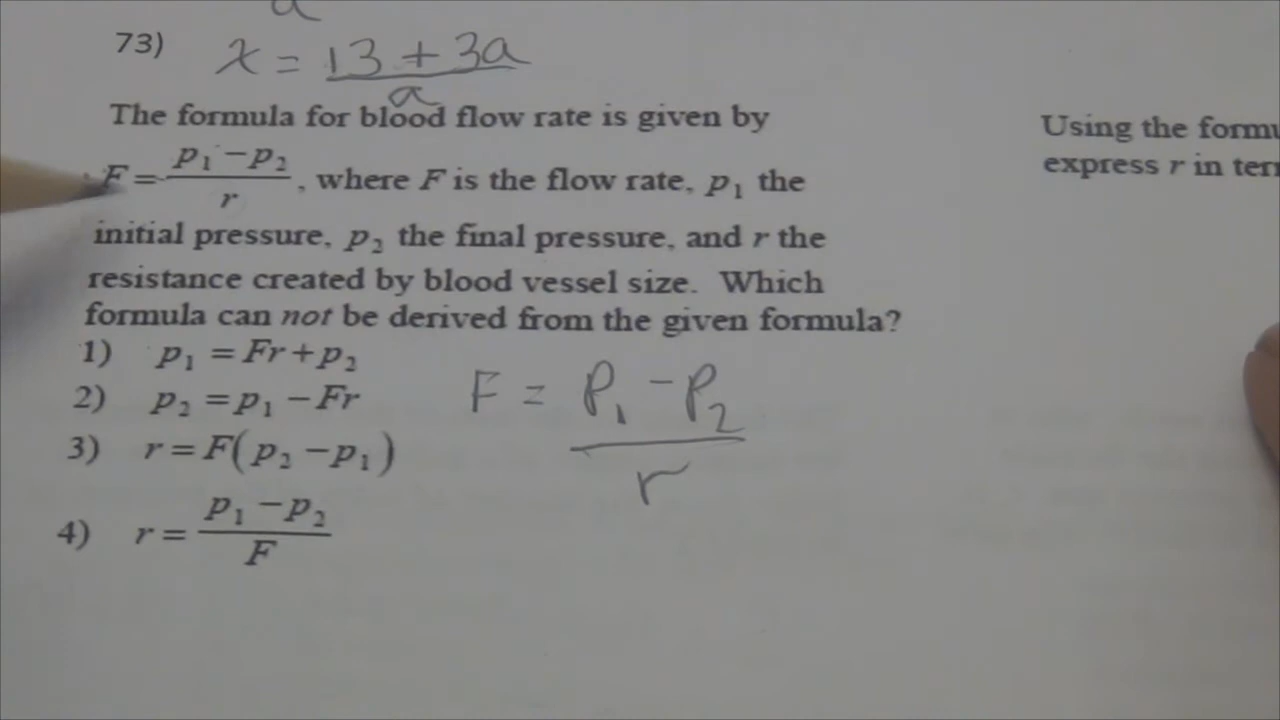 a
73) x = 13 + 3a
a
The formula for blood flow rate is given by
F = p₁ − p₂ / r , where F is the flow rate, p₁ the
initial pressure, p₂ the final pressure, and r the
resistance created by blood vessel size. Which
formula can not be derived from the given formula?
1) p₁ = Fr + p₂
2) p₂ = p₁ − Fr
3) r = F(p₂ − p₁)
4) r = p₁ − p₂ / F
F = P₁ − P₂
r
Using the formu
express r in ter